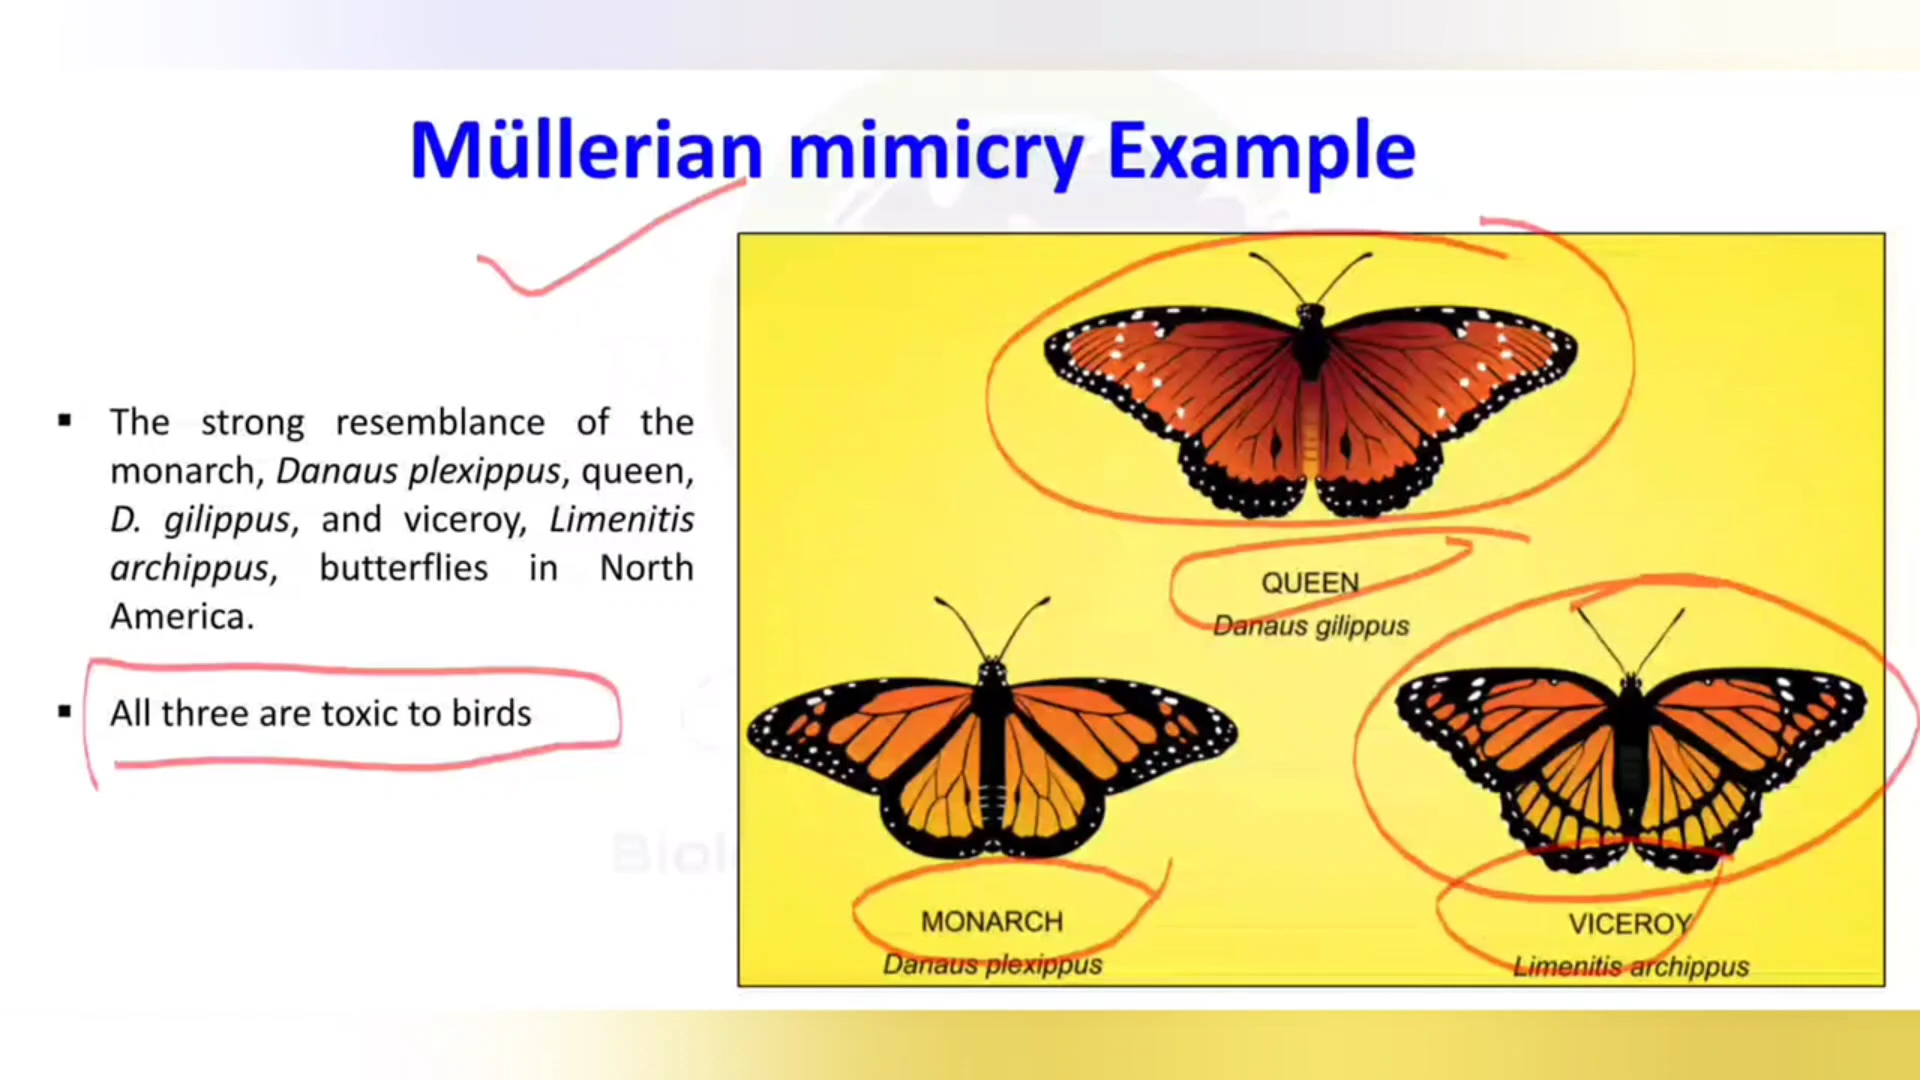 Müllerian mimicry Example
▪ The strong resemblance of the
monarch, Danaus plexippus, queen,
D. gilippus, and viceroy, Limenitis
archippus, butterflies in North
America.
▪ All three are toxic to birds
QUEEN
Danaus gilippus
MONARCH
Danaus plexippus
VICEROY
Limenitis archippus